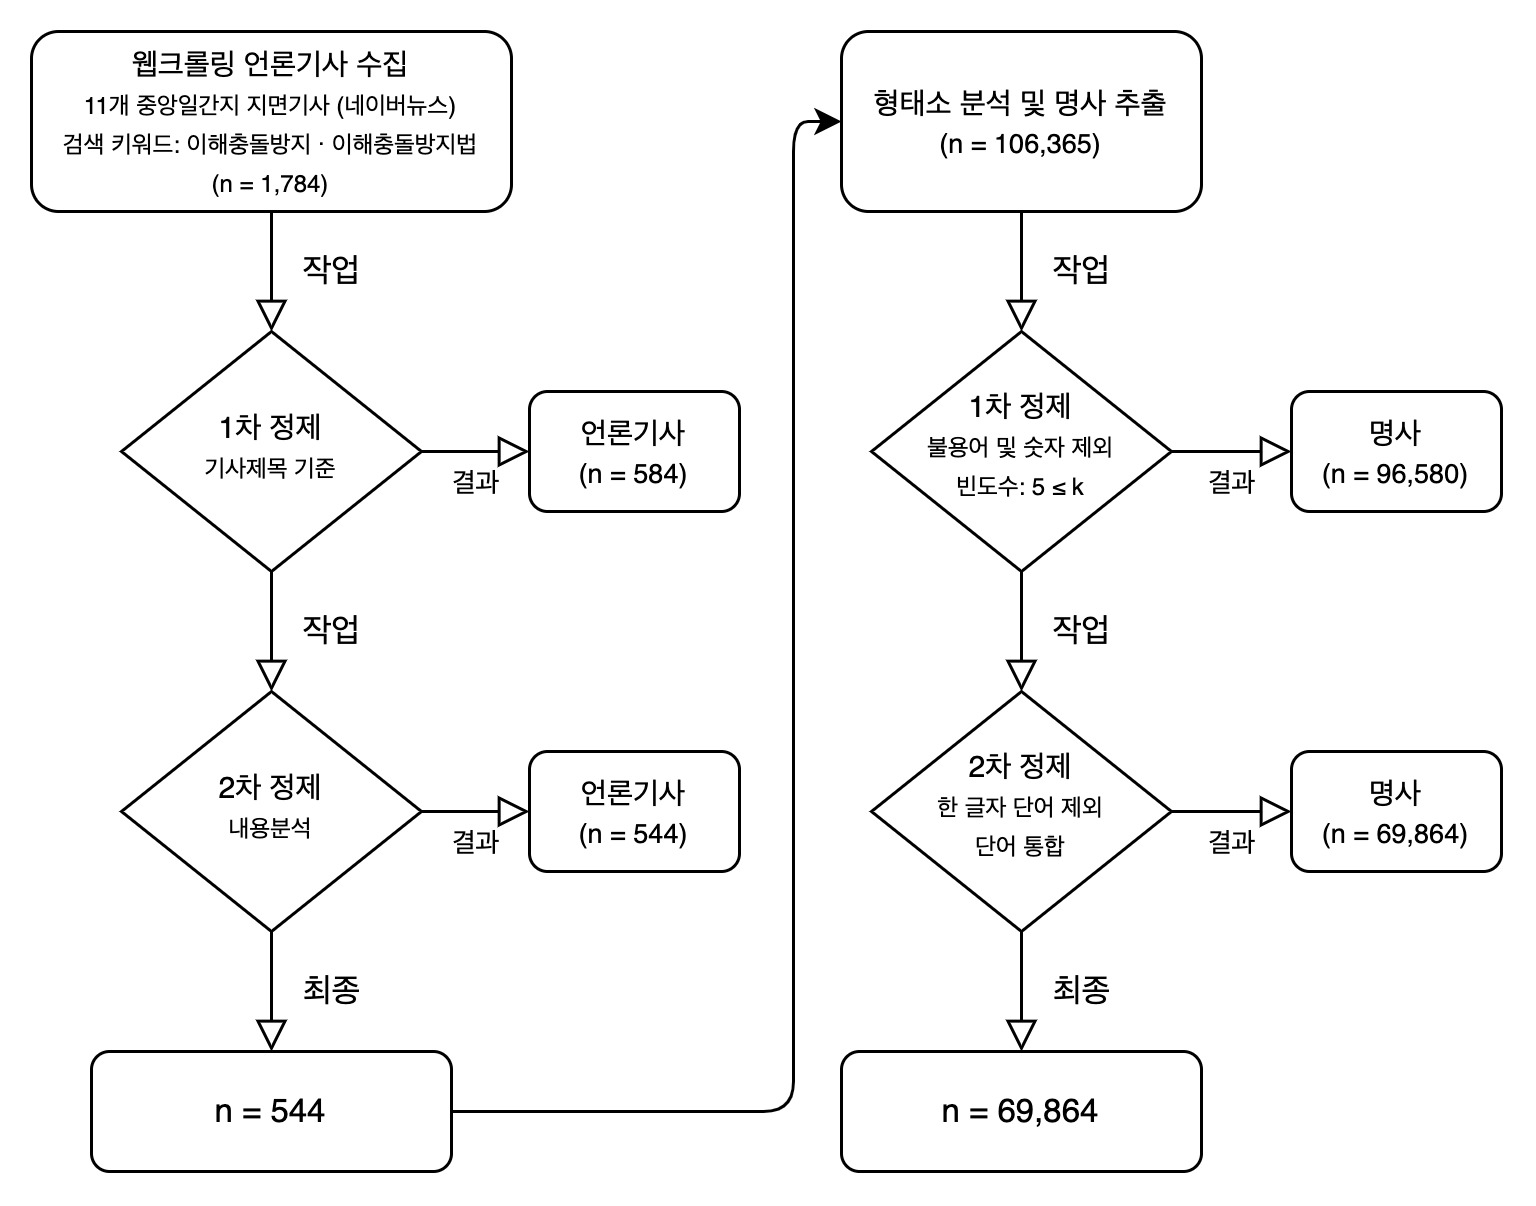 웹크롤링 언론기사 수집
11개 중앙일간지 지면기사 (네이버뉴스)
검색 키워드: 이해충돌방지 · 이해충돌방지법
(n = 1,784)
작업
1차 정제
기사제목 기준
결과
언론기사
(n = 584)
작업
2차 정제
내용분석
결과
언론기사
(n = 544)
최종
n = 544
형태소 분석 및 명사 추출
(n = 106,365)
작업
1차 정제
불용어 및 숫자 제외
빈도수: 5 ≤ k
결과
명사
(n = 96,580)
작업
2차 정제
한 글자 단어 제외
단어 통합
결과
명사
(n = 69,864)
최종
n = 69,864